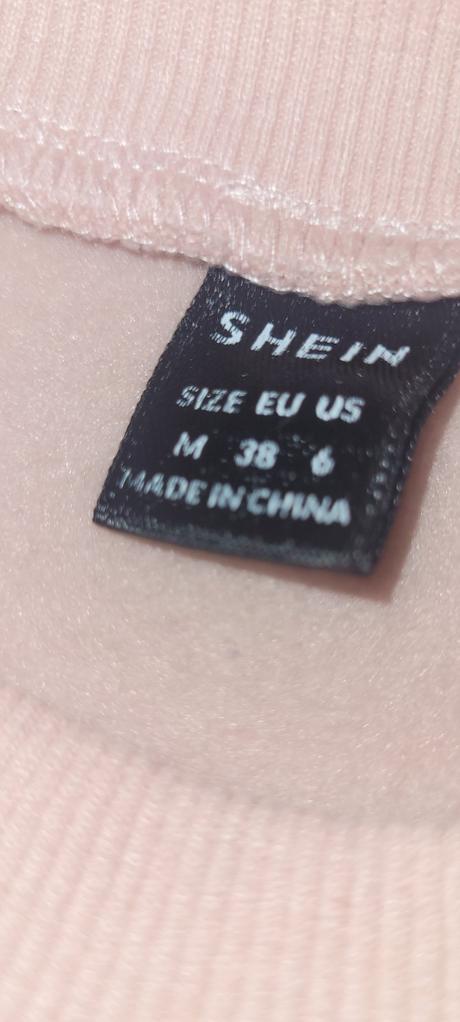 SHEIN
SIZE EU US
M 38 6
MADE IN CHINA